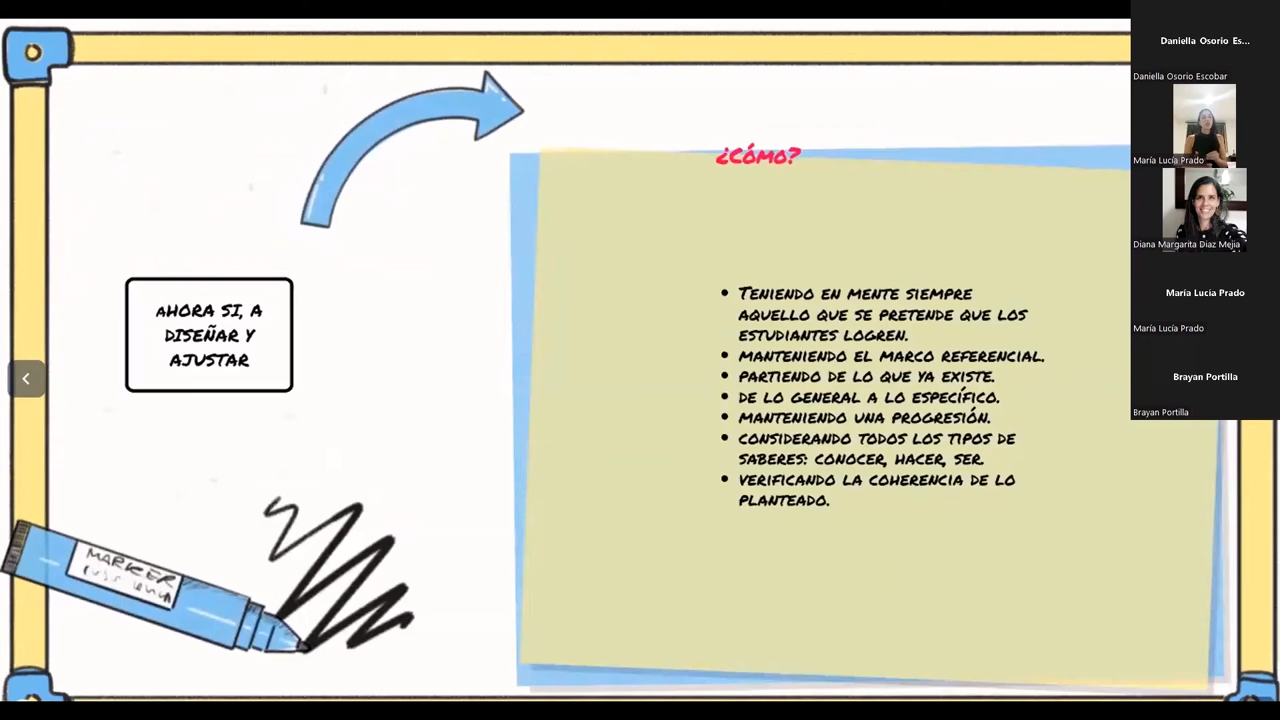 ¿Cómo?
AHORA SI, A
DISEÑAR Y
AJUSTAR
• TENIENDO EN MENTE SIEMPRE
AQUELLO QUE SE PRETENDE QUE LOS
ESTUDIANTES LOGREN.
• MANTENIENDO EL MARCO REFERENCIAL.
• PARTIENDO DE LO QUE YA EXISTE.
• DE LO GENERAL A LO ESPECÍFICO.
• MANTENIENDO UNA PROGRESIÓN.
• CONSIDERANDO TODOS LOS TIPOS DE
SABERES: CONOCER, HACER, SER.
• VERIFICANDO LA COHERENCIA DE LO
PLANTEADO.
MARKER
Daniella Osorio Es...
Daniella Osorio Escobar
María Lucía Prado
Diana Margarita Diaz Mejia
María Lucía Prado
María Lucía Prado
Brayan Portilla
Brayan Portilla